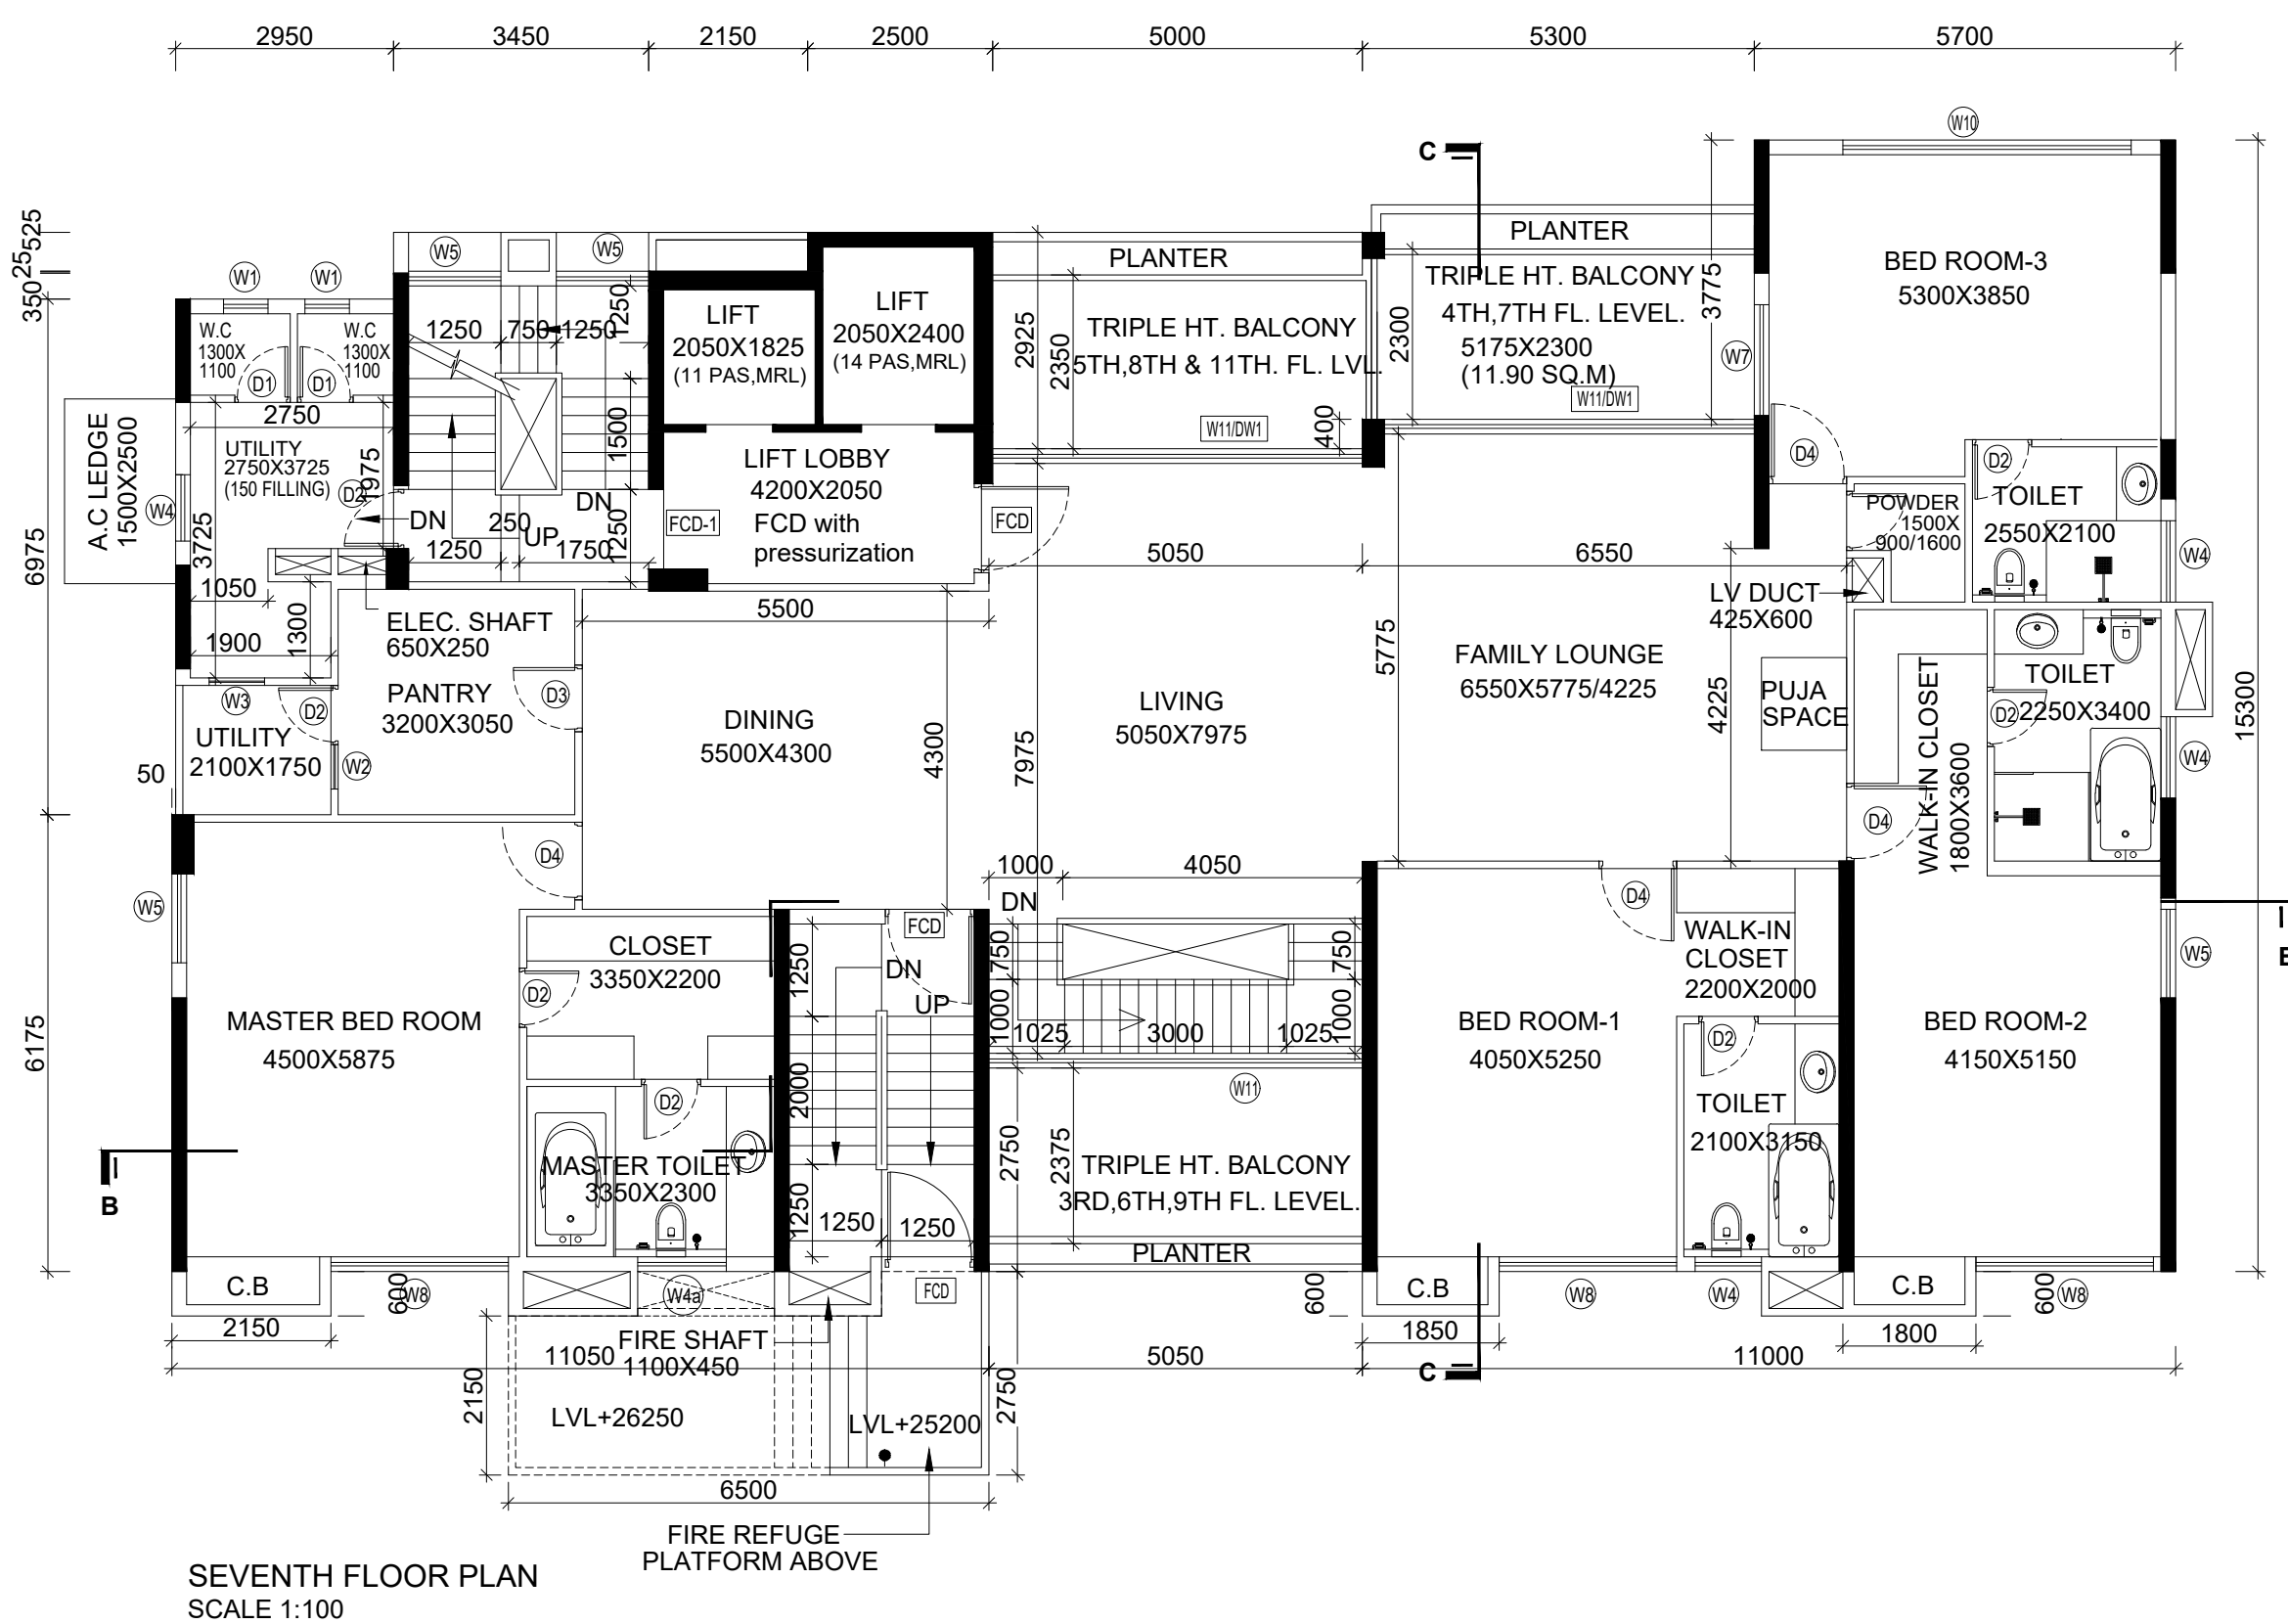 2950 3450 2150 2500 5000 5300 5700
W10
C
525
25
350
W5 W5
PLANTER
PLANTER
BED ROOM-3
5300X3850
W1 W1
LIFT
2050X1825
(11 PAS,MRL)
LIFT
2050X2400
(14 PAS,MRL)
TRIPLE HT. BALCONY
5TH,8TH & 11TH. FL. LVL.
TRIPLE HT. BALCONY
4TH,7TH FL. LEVEL.
5175X2300
(11.90 SQ.M)
W11/DW1
W11/DW1
2925
2350
2300
3775
400
W7
W.C
1300X
1100
W.C
1300X
1100
D1 D1
1250 750 1250
1250
1500
2750
A.C LEDGE
1500X2500
UTILITY
2750X3725
(150 FILLING)
1975
D2
W4
3725
DN
250
UP
DN
1250 1750
1250
LIFT LOBBY
4200X2050
FCD with
pressurization
FCD-1
FCD
D4
D2
TOILET
2550X2100
POWDER
1500X
900/1600
W4
6975
5050 6550
1050
1900
1300
ELEC. SHAFT
650X250
5500
LV DUCT
425X600
5775
FAMILY LOUNGE
6550X5775/4225
4225
PUJA
SPACE
WALK-IN CLOSET
1800X3600
TOILET
2250X3400
D2
W4
15300
W3
D2
UTILITY
2100X1750
W2
50
PANTRY
3200X3050
D3
DINING
5500X4300
4300
LIVING
5050X7975
7975
D4
D4
W5
1000 4050
DN
FCD
CLOSET
3350X2200
D2
1250
DN
UP
750
750
1000
1000
1025 3000 1025
D4
WALK-IN
CLOSET
2200X2000
W5
MASTER BED ROOM
4500X5875
6175
BED ROOM-1
4050X5250
BED ROOM-2
4150X5150
D2
D2
2000
W11
TOILET
2100X3150
MASTER TOILET
3350X2300
1250
1250 1250
2750
2375
TRIPLE HT. BALCONY
3RD,6TH,9TH FL. LEVEL.
PLANTER
B
C.B
600
W8
W4a
FCD
600
C.B
W8
W4
C.B
600
W8
2150
FIRE SHAFT
1100X450
1850
1800
11050 5050 11000
C
2150
LVL+26250
LVL+25200
2750
6500
FIRE REFUGE
PLATFORM ABOVE
SEVENTH FLOOR PLAN
SCALE 1:100